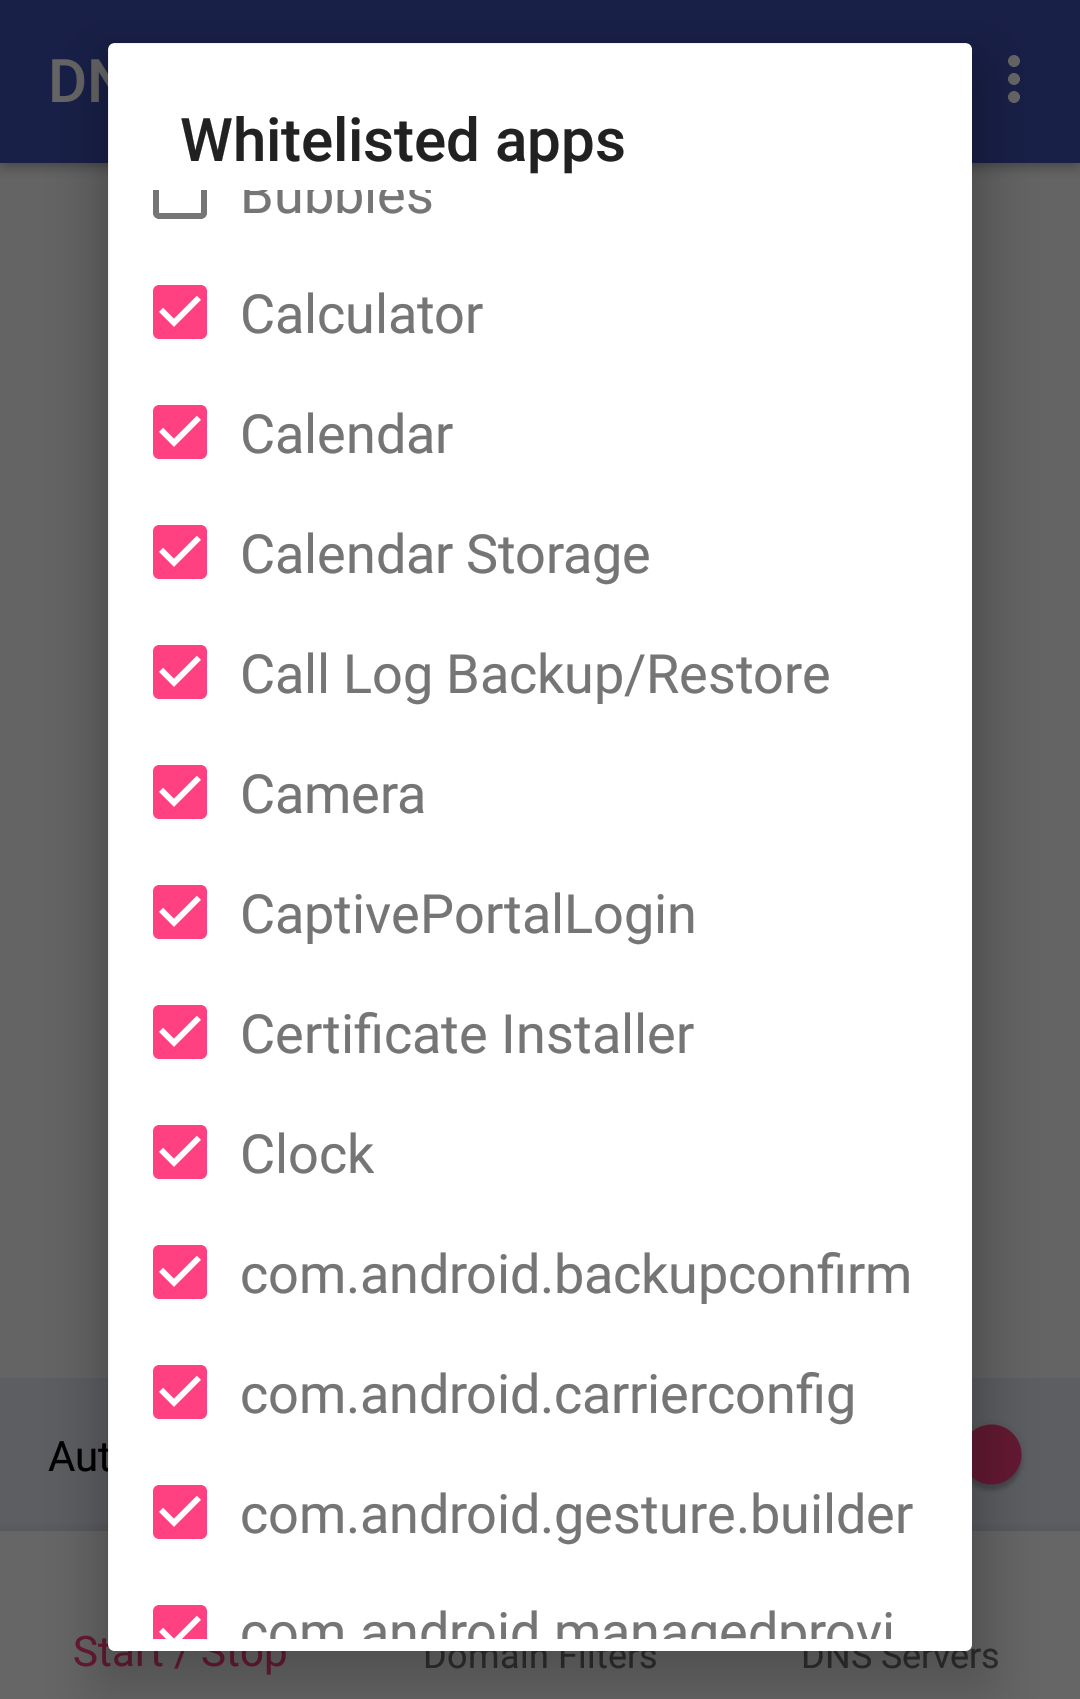 DN
Whitelisted apps
Bubbles
Calculator
Calendar
Calendar Storage
Call Log Backup/Restore
Camera
CaptivePortalLogin
Certificate Installer
Clock
com.android.backupconfirm
com.android.carrierconfig
Aut
com.android.gesture.builder
com.android.managedprovi
Start / Stop
Domain Filters
DNS Servers